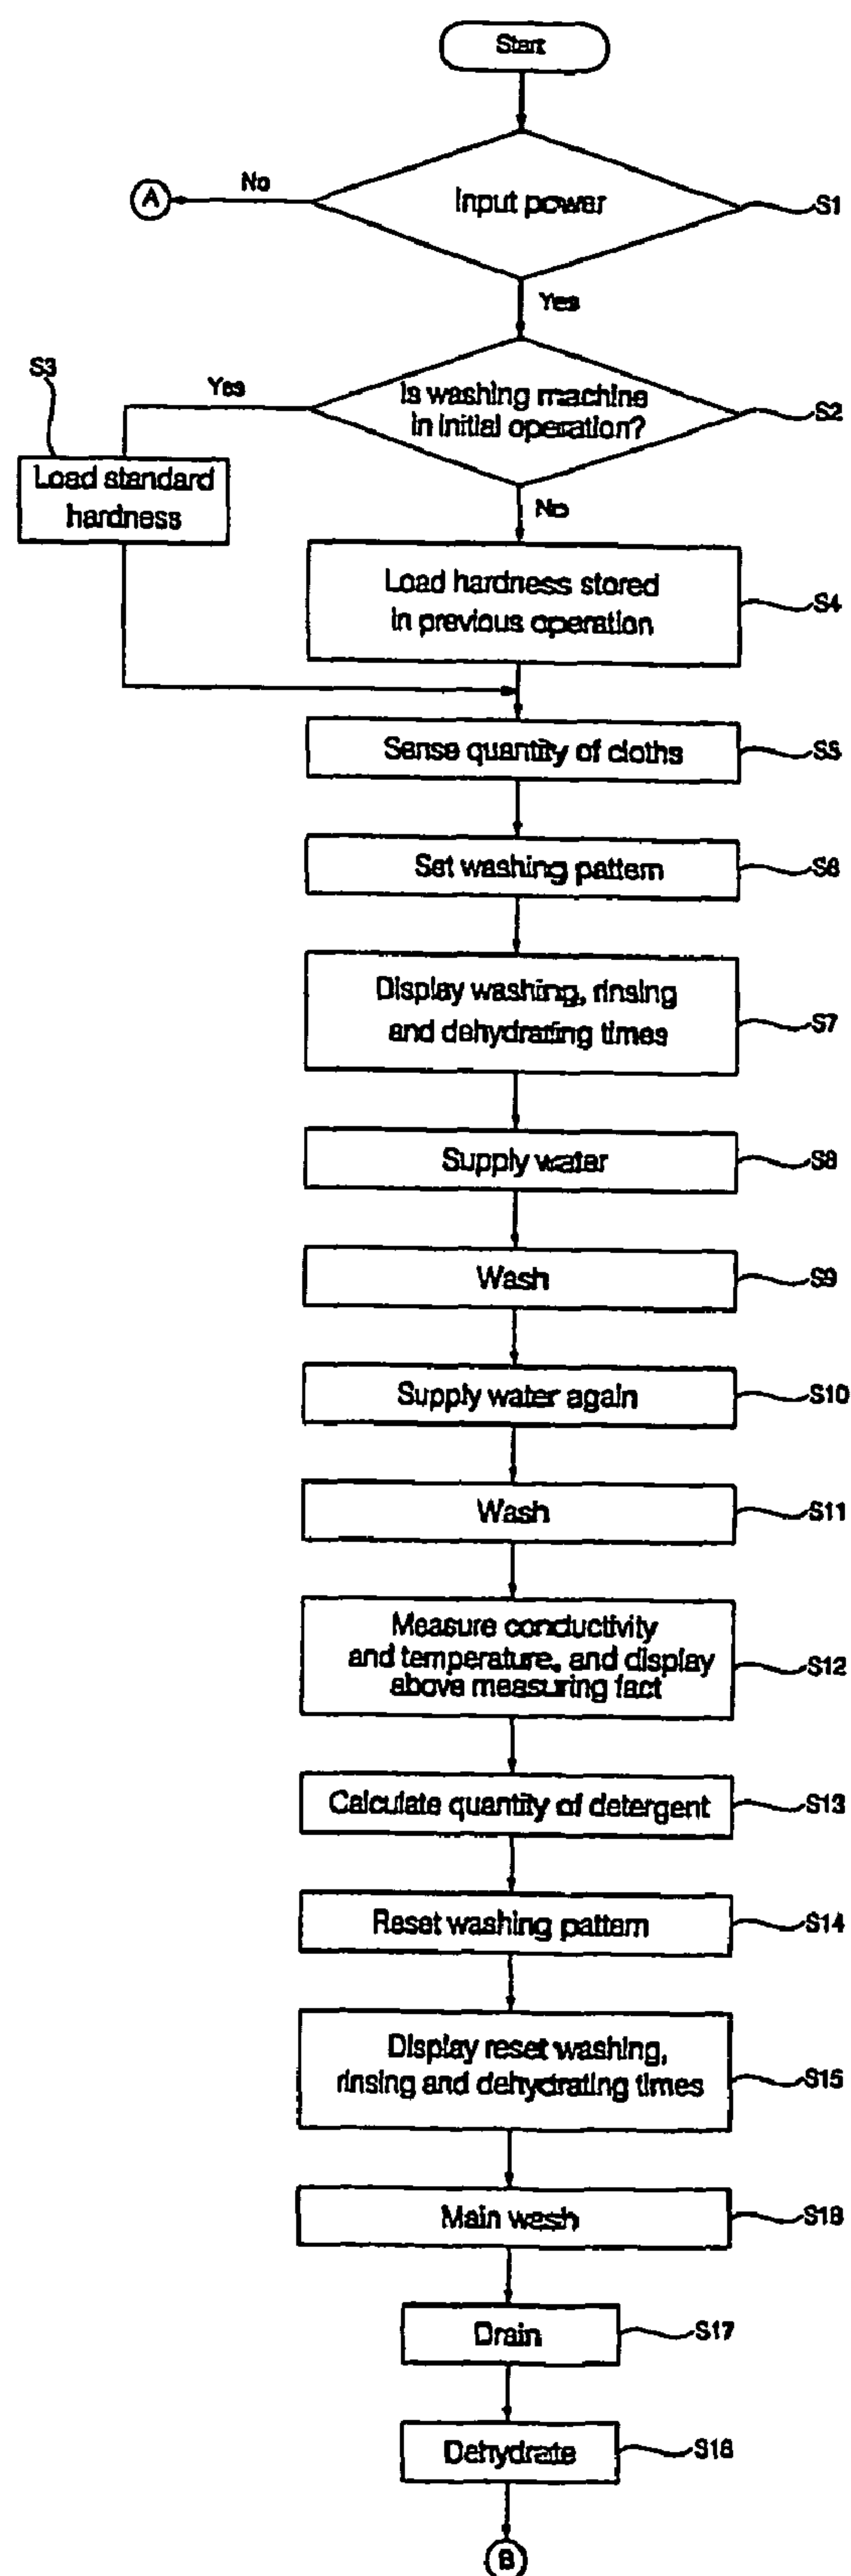 Start
Input power
S1
No
A
Yes
Is washing machine
in initial operation?
S2
Yes
S3
Load standard
hardness
No
Load hardness stored
in previous operation
S4
Sense quantity of cloths
S5
Set washing pattern
S6
Display washing, rinsing
and dehydrating times
S7
Supply water
S8
Wash
S9
Supply water again
S10
Wash
S11
Measure conductivity
and temperature, and display
above measuring fact
S12
Calculate quantity of detergent
S13
Reset washing pattern
S14
Display reset washing,
rinsing and dehydrating times
S15
Main wash
S16
Drain
S17
Dehydrate
S18
B